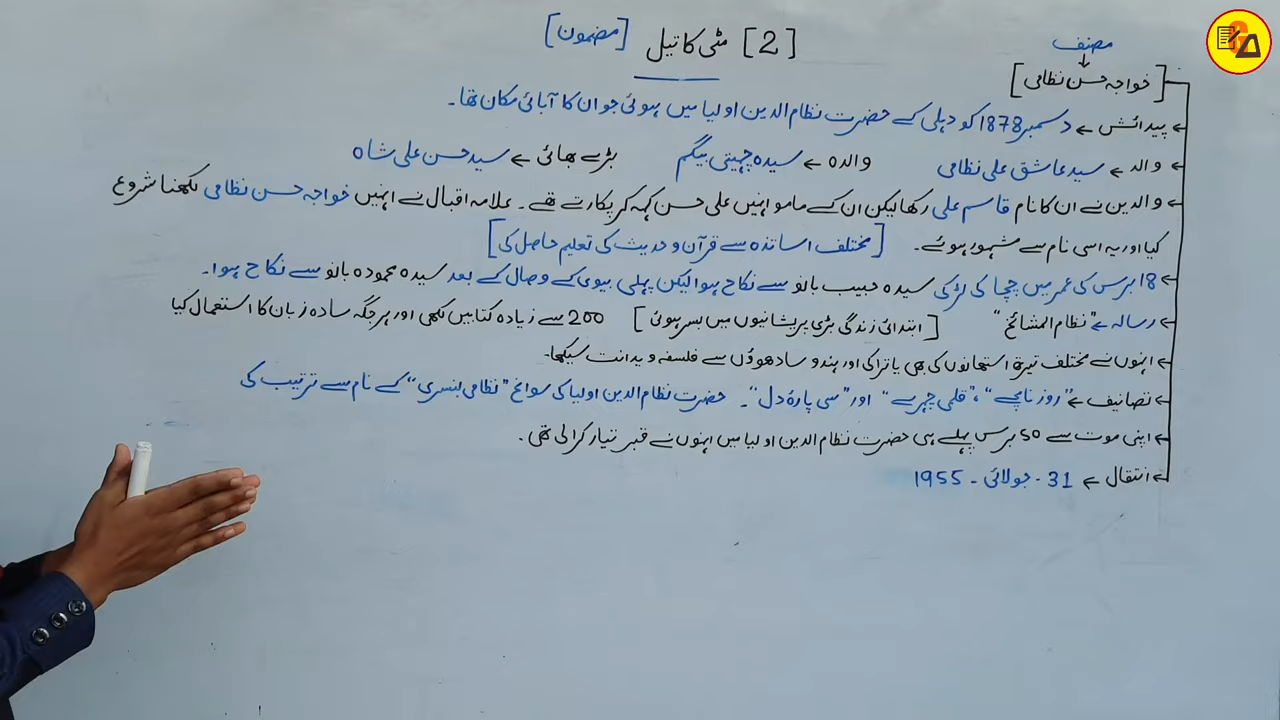 [2] مٹی کا تیل [مضمون]
مصنف
↓
[خواجہ حسن نظامی]
پیدائش ← دسمبر 1878 کو دہلی کے حضرت نظام الدین اولیا میں ہوئی جو ان کا آبائی مکان تھا۔
والد ← سید عاشق علی نظامی والدہ ← سیدہ چہیتی بیگم بڑے بھائی ← سید حسن علی شاہ
والدین نے ان کا نام قاسم علی رکھا لیکن ان کے ماموا نہیں علی حسن کہہ کر پکارتے تھے۔ علامہ اقبال نے انہیں خواجہ حسن نظامی لکھنا شروع
کیا اور یہ اسی نام سے مشہور ہوئے۔ [مختلف اساتذہ سے قرآن و حدیث کی تعلیم حاصل کی]
18 برس کی عمر میں چچا کی لڑکی سیدہ حبیب بانو سے نکاح ہوا لیکن پہلی بیوی کے وصال کے بعد سیدہ محمودہ بانو سے نکاح ہوا۔
رسالہ ← "نظام المشائخ" [ابتدائی زندگی بڑی پریشانیوں میں بسر ہوئی] 200 سے زیادہ کتابیں لکھی اور ہر جگہ سادہ زبان کا استعمال کیا
انہوں نے مختلف تیرتھ استھانوں کی بھی یاترا کی اور ہندو سادھوؤں سے فلسفہ ویدانت سیکھا۔
تصانیف ← "روزنامچے"، "قلمی چہرے" اور "سی پارۂ دل"۔ حضرت نظام الدین اولیا کی سوانح "نظامی بنسری" کے نام سے ترتیب کی
اپنی موت سے 50 برس پہلے ہی حضرت نظام الدین اولیا میں انہوں نے قبر تیار کرالی تھی۔
انتقال ← 31 - جولائی - 1955